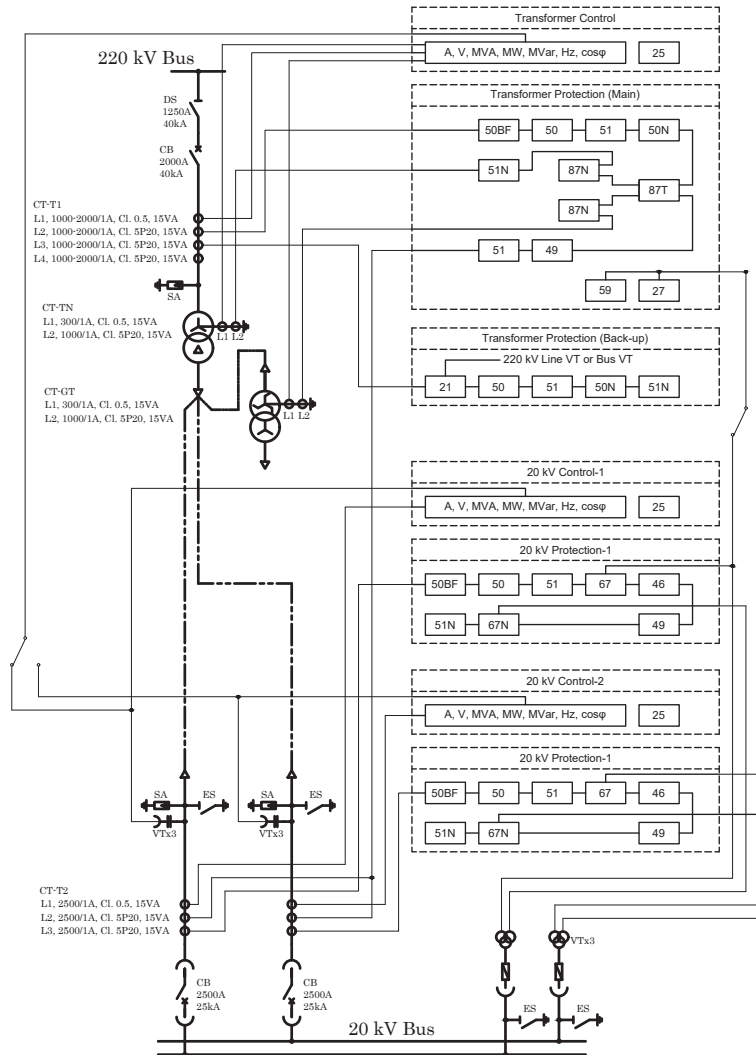 Transformer Control
A, V, MVA, MW, MVar, Hz, cosφ
25
220 kV Bus
DS
1250A
40kA
CB
2000A
40kA
Transformer Protection (Main)
50BF
50
51
50N
51N
87N
87T
87N
51
49
59
27
CT-T1
L1, 1000-2000/1A, Cl. 0.5, 15VA
L2, 1000-2000/1A, Cl. 5P20, 15VA
L3, 1000-2000/1A, Cl. 5P20, 15VA
L4, 1000-2000/1A, Cl. 5P20, 15VA
SA
CT-TN
L1, 300/1A, Cl. 0.5, 15VA
L2, 1000/1A, Cl. 5P20, 15VA
L1 L2
Transformer Protection (Back-up)
220 kV Line VT or Bus VT
21
50
51
50N
51N
CT-GT
L1, 300/1A, Cl. 0.5, 15VA
L2, 1000/1A, Cl. 5P20, 15VA
L1 L2
20 kV Control-1
A, V, MVA, MW, MVar, Hz, cosφ
25
20 kV Protection-1
50BF
50
51
67
46
51N
67N
49
20 kV Control-2
A, V, MVA, MW, MVar, Hz, cosφ
25
20 kV Protection-1
50BF
50
51
67
46
51N
67N
49
SA
ES
VTx3
SA
ES
VTx3
CT-T2
L1, 2500/1A, Cl. 0.5, 15VA
L2, 2500/1A, Cl. 5P20, 15VA
L3, 2500/1A, Cl. 5P20, 15VA
CB
2500A
25kA
CB
2500A
25kA
VTx3
ES
ES
20 kV Bus